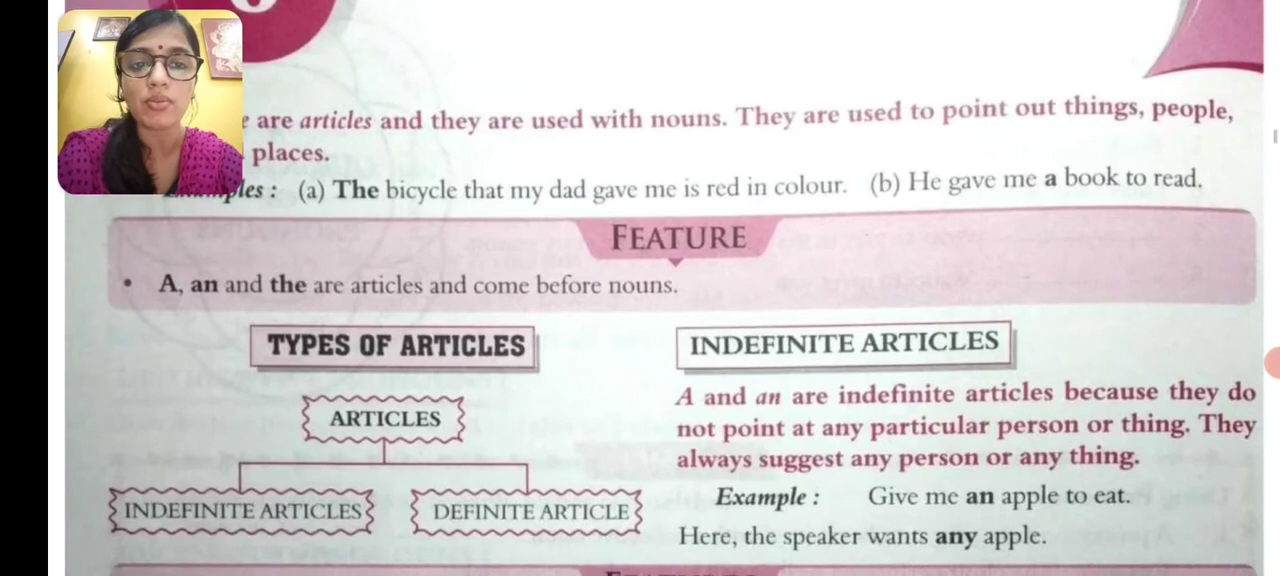 are articles and they are used with nouns. They are used to point out things, people,
places.
(a) The bicycle that my dad gave me is red in colour. (b) He gave me a book to read.
FEATURE
• A, an and the are articles and come before nouns.
TYPES OF ARTICLES
ARTICLES
INDEFINITE ARTICLES
DEFINITE ARTICLE
INDEFINITE ARTICLES
A and an are indefinite articles because they do
not point at any particular person or thing. They
always suggest any person or any thing.
Example : Give me an apple to eat.
Here, the speaker wants any apple.